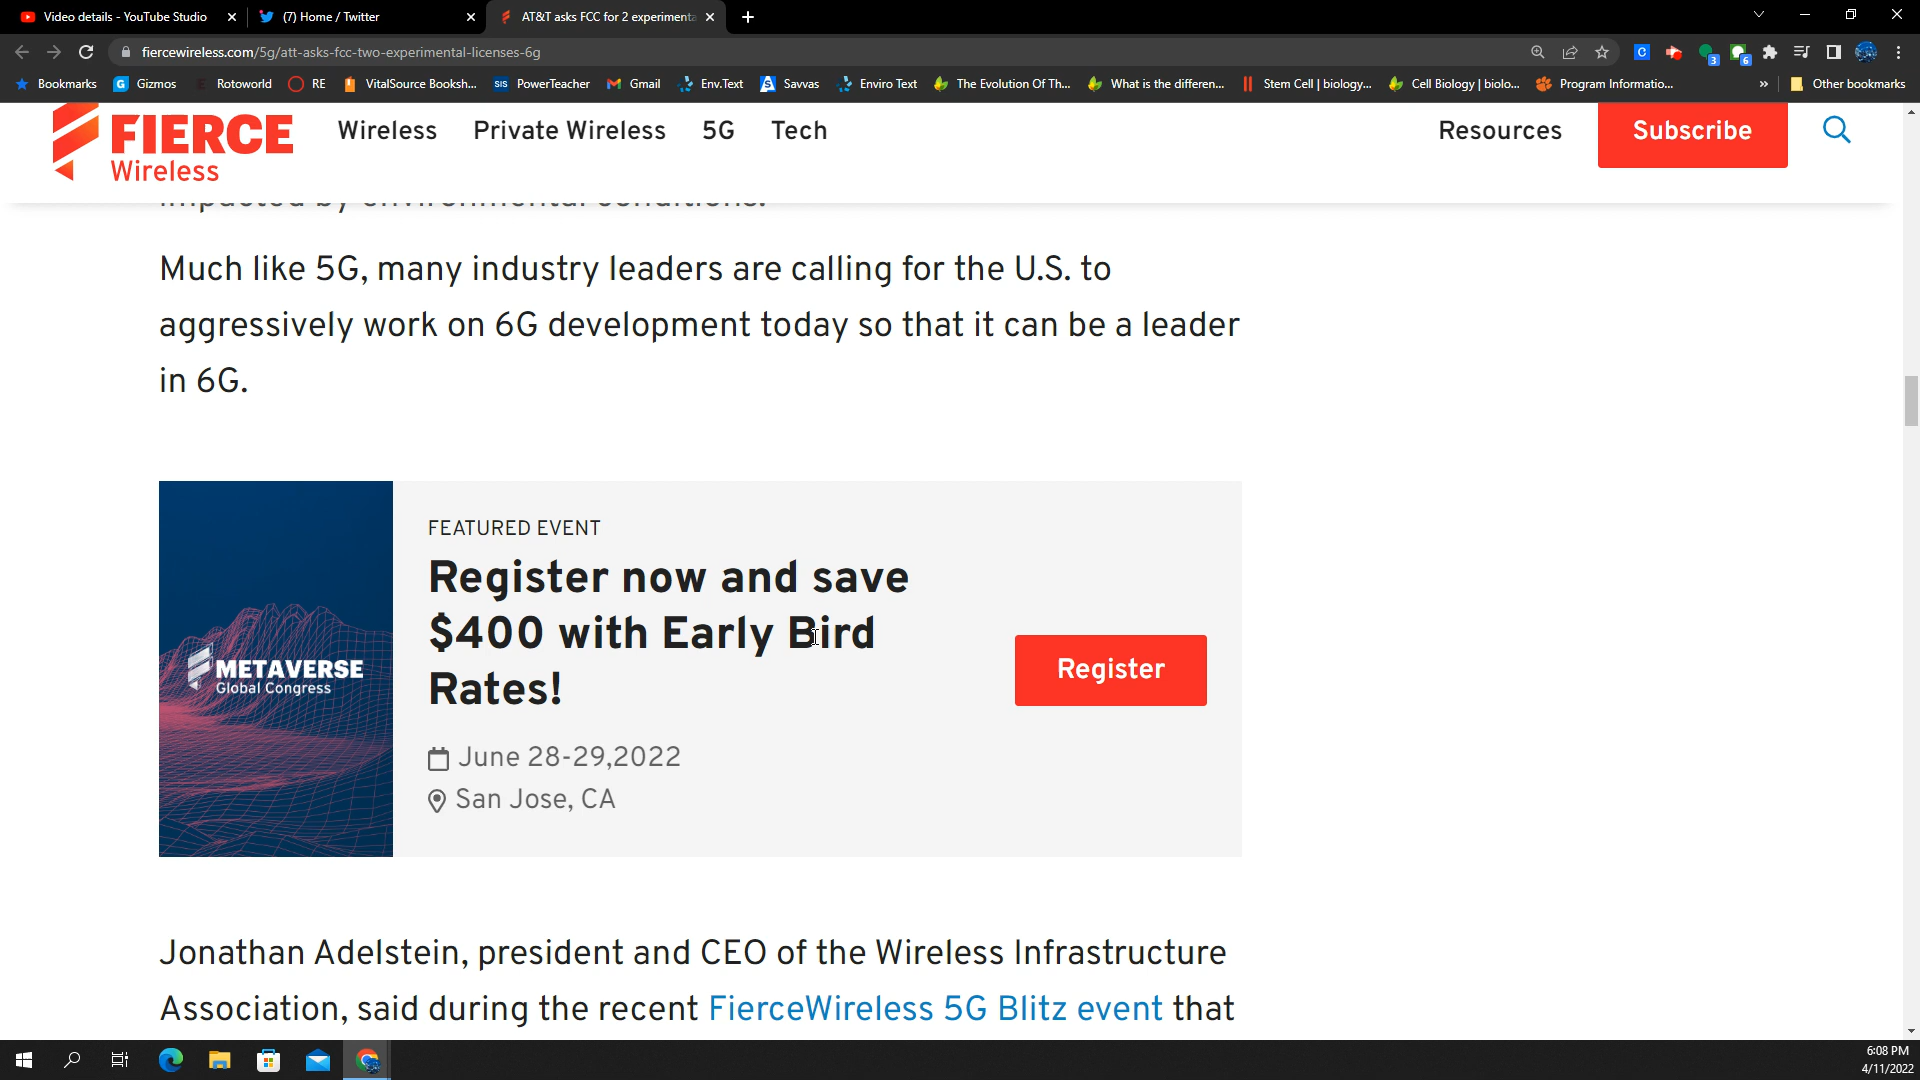 Video details - YouTube Studio
(7) Home / Twitter
AT&T asks FCC for 2 experimenta
fiercewireless.com/5g/att-asks-fcc-two-experimental-licenses-6g
3
6
Bookmarks
G Gizmos
Rotoworld
RE
VitalSource Booksh...
SIS PowerTeacher
Gmail
Env.Text
Savvas
Enviro Text
The Evolution Of Th...
What is the differen...
Stem Cell | biology...
Cell Biology | biolo...
Program Informatio...
»
Other bookmarks
FIERCE
Wireless
Wireless
Private Wireless
5G
Tech
Resources
Subscribe
impacted by environmental conditions.
Much like 5G, many industry leaders are calling for the U.S. to
aggressively work on 6G development today so that it can be a leader
in 6G.
METAVERSE
Global Congress
FEATURED EVENT
Register now and save
$400 with Early Bird
Rates!
June 28-29,2022
San Jose, CA
Register
Jonathan Adelstein, president and CEO of the Wireless Infrastructure
Association, said during the recent FierceWireless 5G Blitz event that
6:08 PM
4/11/2022